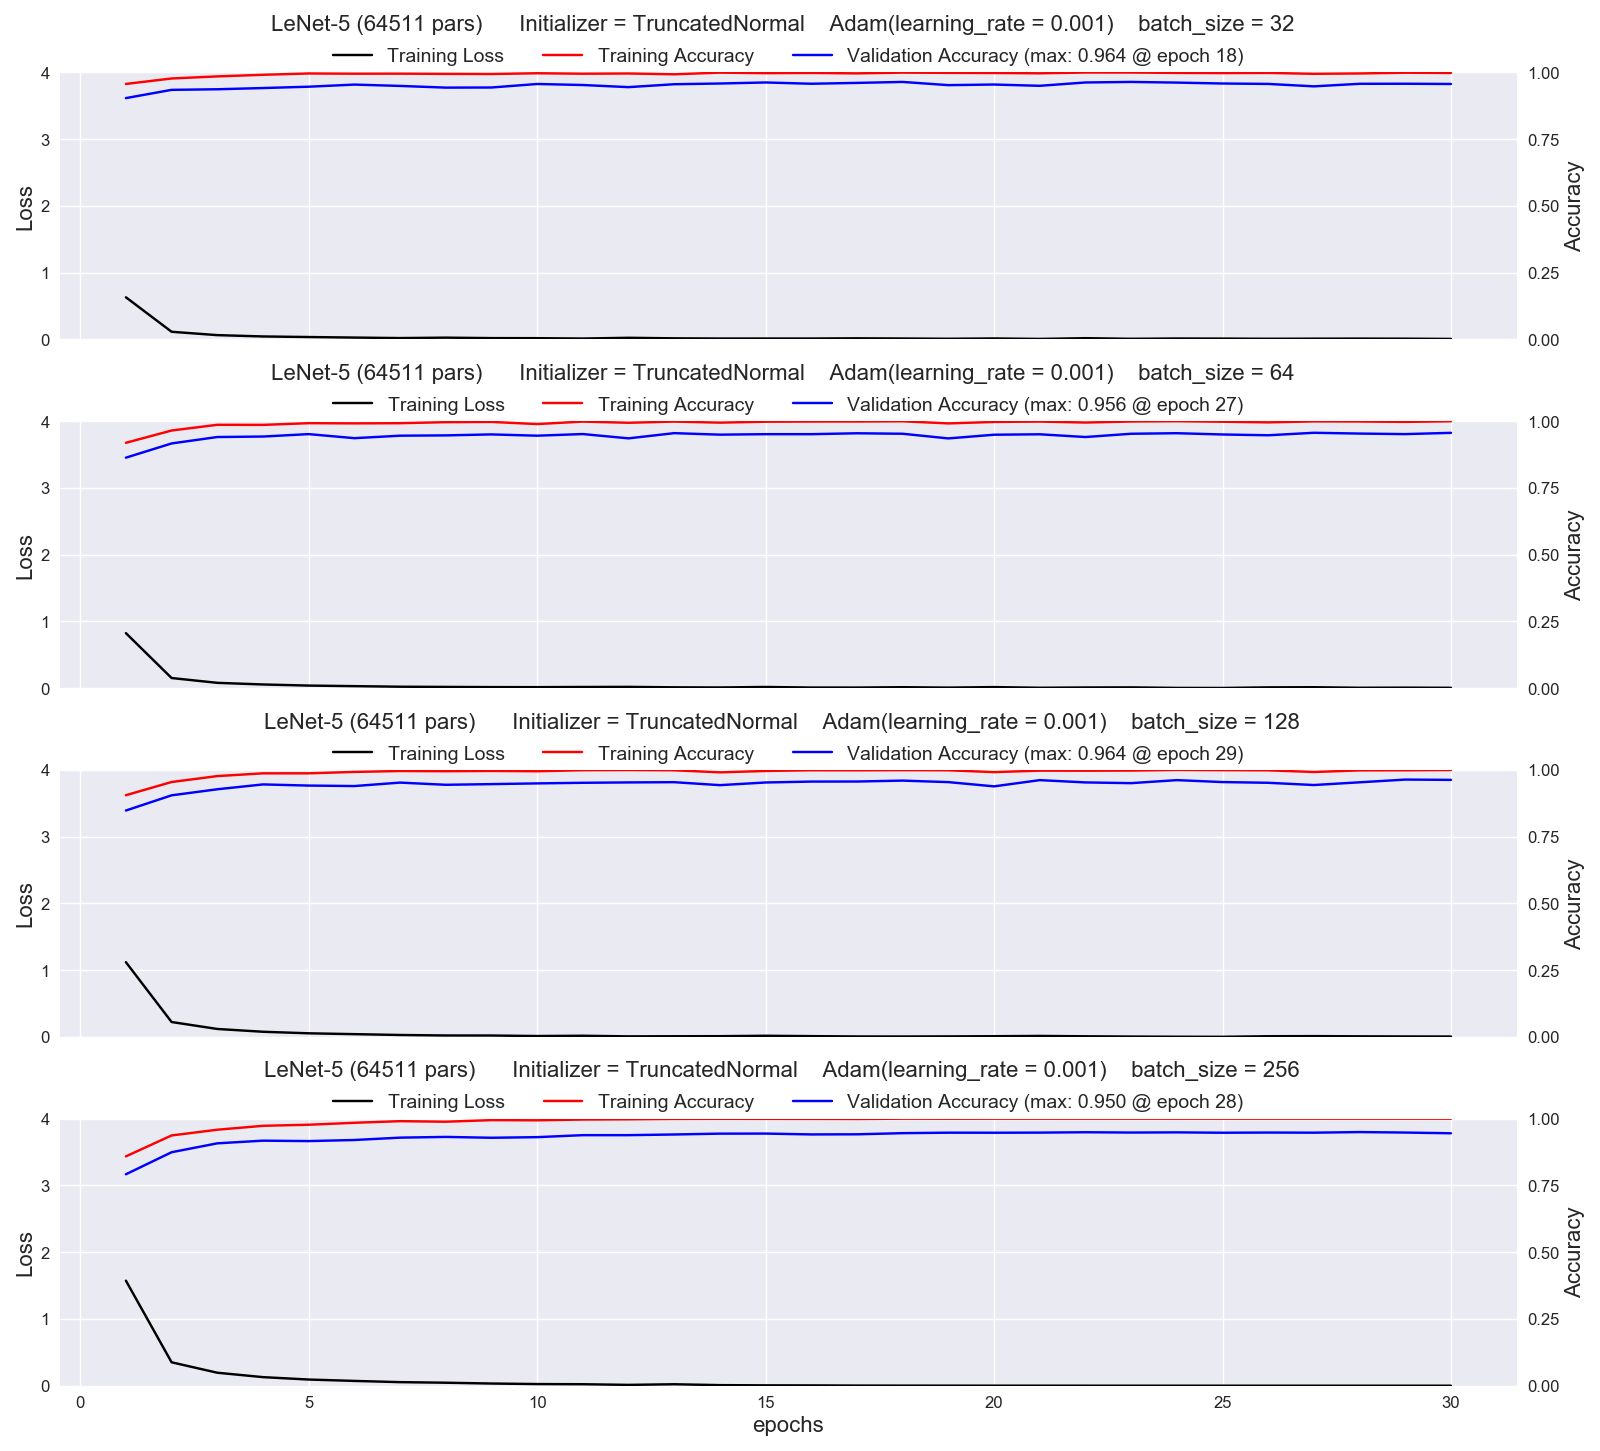 LeNet-5 (64511 pars) Initializer = TruncatedNormal Adam(learning_rate = 0.001) batch_size = 32
Training Loss Training Accuracy Validation Accuracy (max: 0.964 @ epoch 18)
4 1.00
3 0.75
2 0.50
1 0.25
0 0.00
Loss
Accuracy
LeNet-5 (64511 pars) Initializer = TruncatedNormal Adam(learning_rate = 0.001) batch_size = 64
Training Loss Training Accuracy Validation Accuracy (max: 0.956 @ epoch 27)
4 1.00
3 0.75
2 0.50
1 0.25
0 0.00
Loss
Accuracy
LeNet-5 (64511 pars) Initializer = TruncatedNormal Adam(learning_rate = 0.001) batch_size = 128
Training Loss Training Accuracy Validation Accuracy (max: 0.964 @ epoch 29)
4 1.00
3 0.75
2 0.50
1 0.25
0 0.00
Loss
Accuracy
LeNet-5 (64511 pars) Initializer = TruncatedNormal Adam(learning_rate = 0.001) batch_size = 256
Training Loss Training Accuracy Validation Accuracy (max: 0.950 @ epoch 28)
4 1.00
3 0.75
2 0.50
1 0.25
0 0.00
Loss
Accuracy
0 5 10 15 20 25 30
epochs